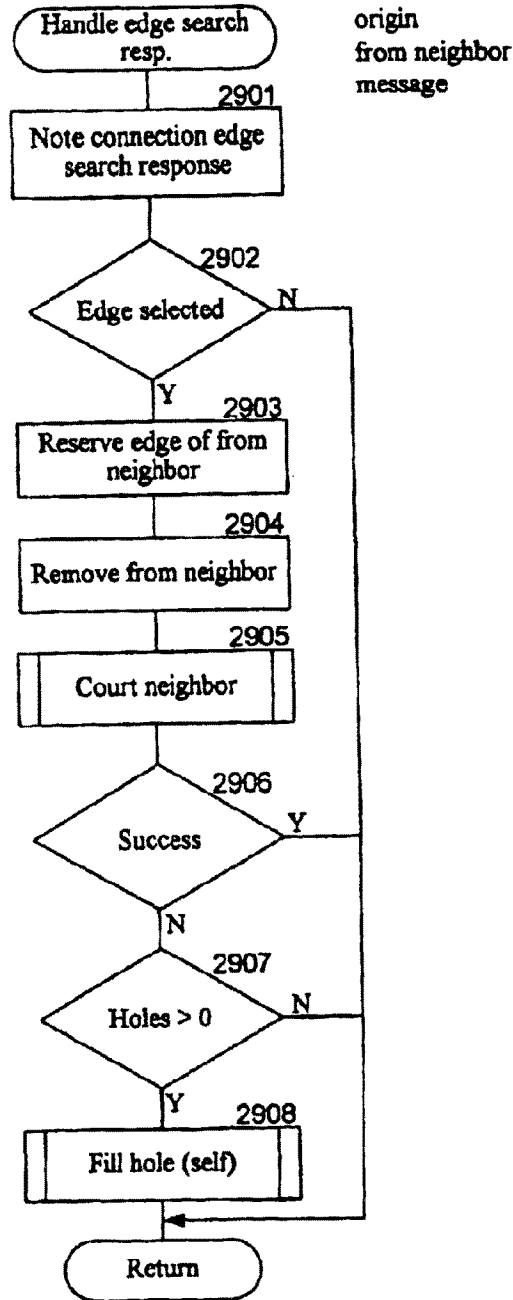 Handle edge search
resp.
origin
from neighbor
message
2901
Note connection edge
search response
2902
Edge selected
N
Y
2903
Reserve edge of from
neighbor
2904
Remove from neighbor
2905
Court neighbor
2906
Success
Y
N
2907
Holes > 0
N
Y
2908
Fill hole (self)
Return